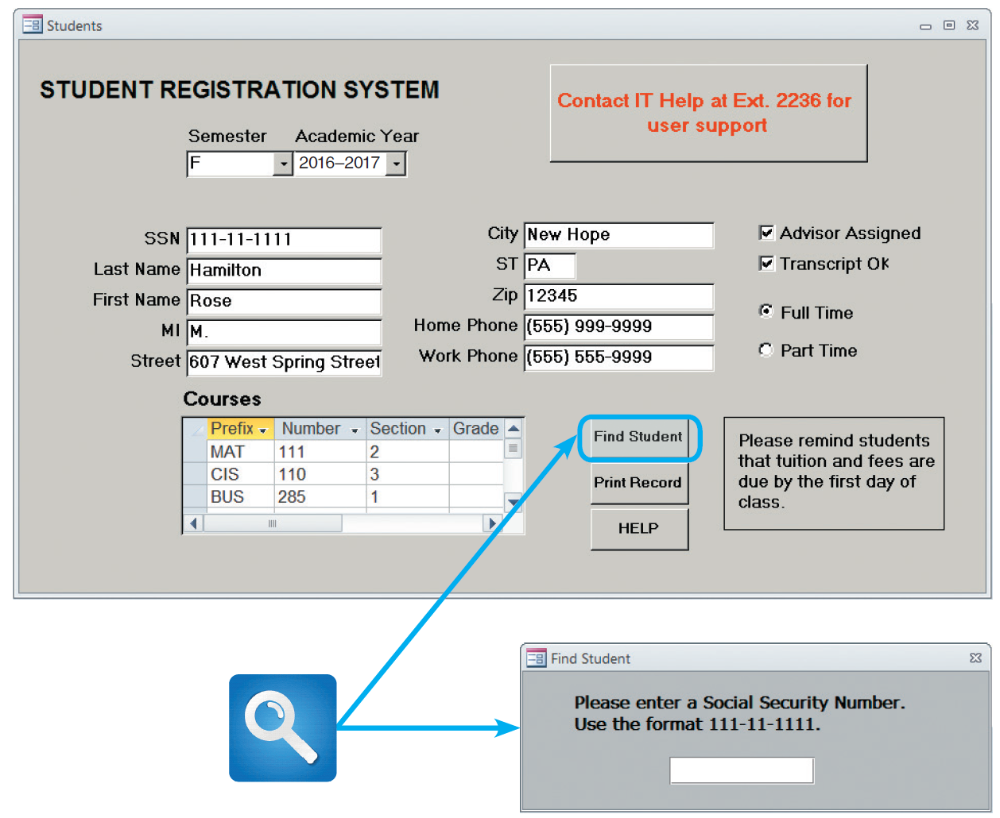 Students
STUDENT REGISTRATION SYSTEM
Contact IT Help at Ext. 2236 for
user support
Semester Academic Year
F 2016–2017
SSN 111-11-1111
Last Name Hamilton
First Name Rose
MI M.
Street 607 West Spring Street
City New Hope
ST PA
Zip 12345
Home Phone (555) 999-9999
Work Phone (555) 555-9999
Advisor Assigned
Transcript OK
Full Time
Part Time
Courses
Prefix Number Section Grade
MAT 111 2
CIS 110 3
BUS 285 1
Find Student
Print Record
HELP
Please remind students
that tuition and fees are
due by the first day of
class.
Find Student
Please enter a Social Security Number.
Use the format 111-11-1111.